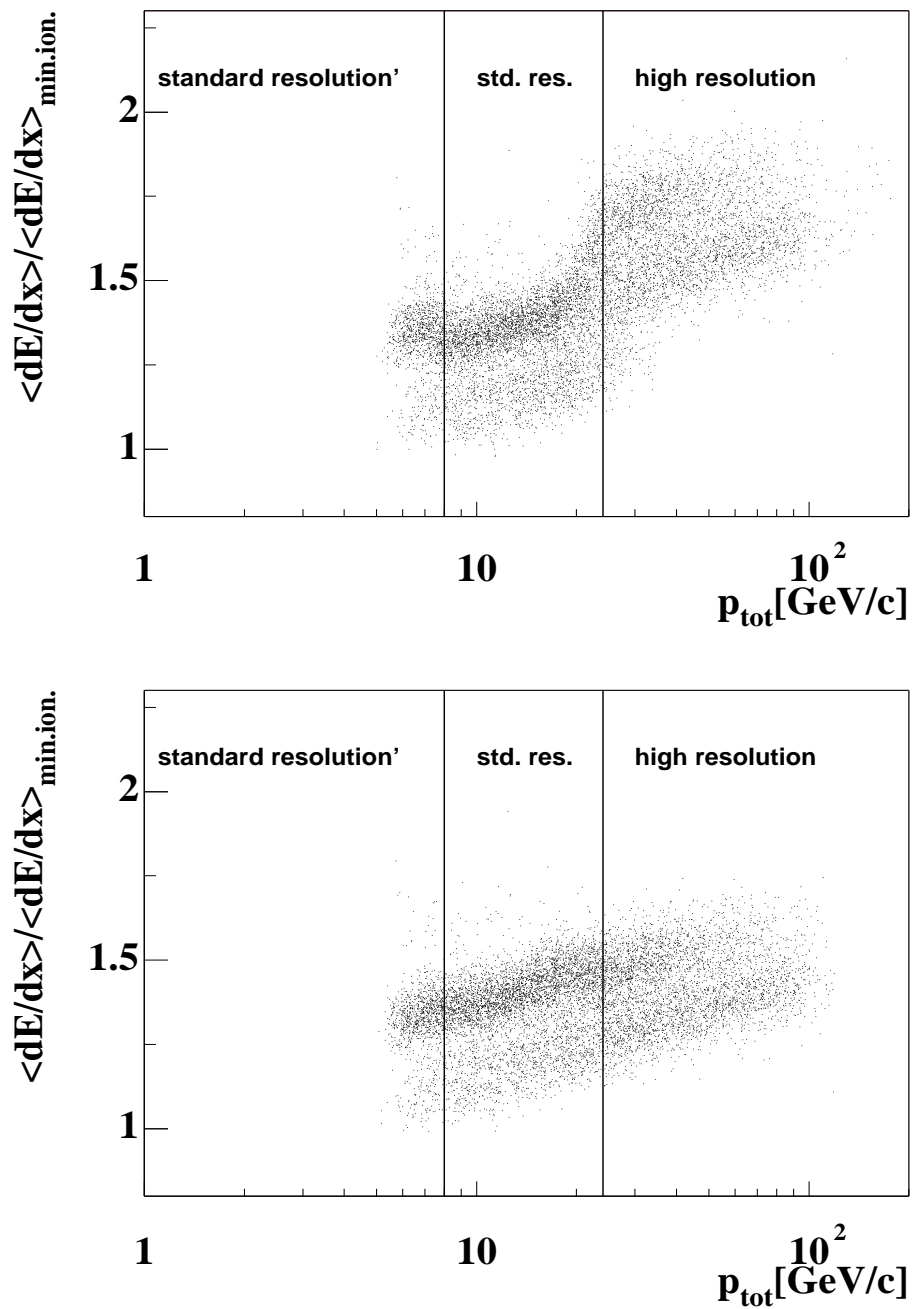 <dE/dx>/<dE/dx>min.ion.
standard resolution’ std. res. high resolution
2
1.5
1
1 10 10²
ptot[GeV/c]
<dE/dx>/<dE/dx>min.ion.
standard resolution’ std. res. high resolution
2
1.5
1
1 10 10²
ptot[GeV/c]